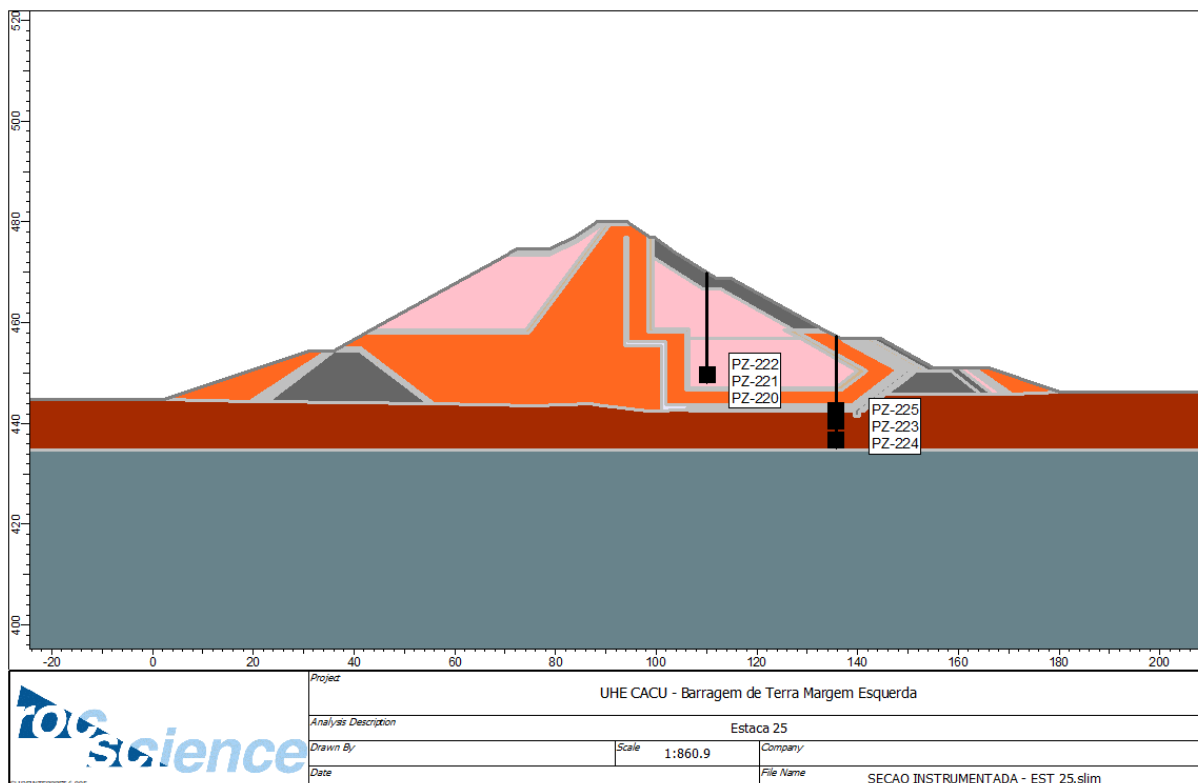 520
500
480
460
440
420
400
PZ-222
PZ-221
PZ-220
PZ-225
PZ-223
PZ-224
-20 0 20 40 60 80 100 120 140 160 180 200
rocscience
Project
UHE CACU - Barragem de Terra Margem Esquerda
Analysis Description
Estaca 25
Drawn By
Scale 1:860.9
Company
Date
File Name SECAO INSTRUMENTADA - EST 25.slim